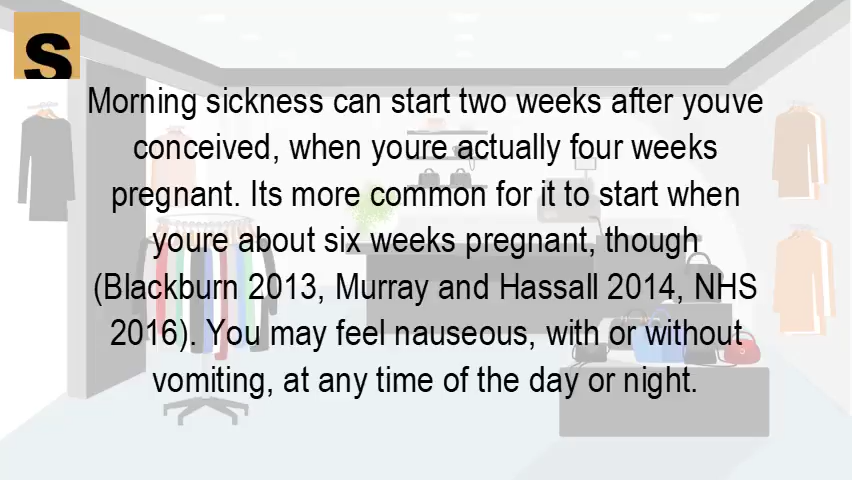 S
Morning sickness can start two weeks after youve
conceived, when youre actually four weeks
pregnant. Its more common for it to start when
youre about six weeks pregnant, though
(Blackburn 2013, Murray and Hassall 2014, NHS
2016). You may feel nauseous, with or without
vomiting, at any time of the day or night.